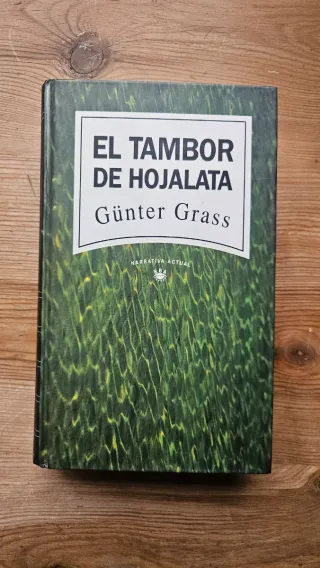 EL TAMBOR
DE HOJALATA
Günter Grass
NARRATIVA ACTUAL